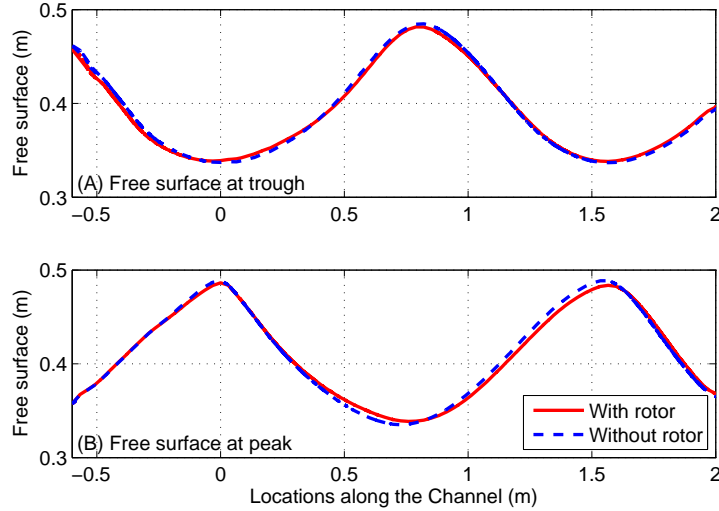 0.5
0.4
0.3
Free surface (m)
(A) Free surface at trough
−0.5
0
0.5
1
1.5
2
0.5
0.4
0.3
Free surface (m)
(B) Free surface at peak
With rotor
Without rotor
−0.5
0
0.5
1
1.5
2
Locations along the Channel (m)